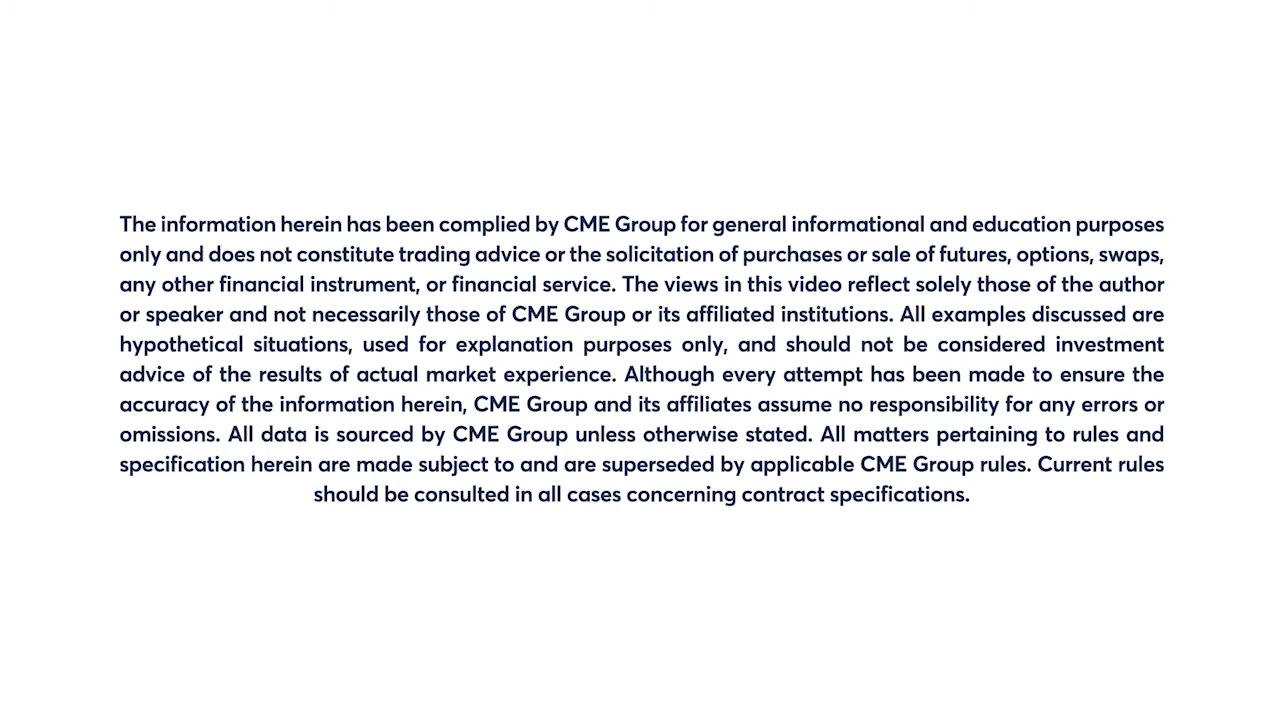 The information herein has been complied by CME Group for general informational and education purposes
only and does not constitute trading advice or the solicitation of purchases or sale of futures, options, swaps,
any other financial instrument, or financial service. The views in this video reflect solely those of the author
or speaker and not necessarily those of CME Group or its affiliated institutions. All examples discussed are
hypothetical situations, used for explanation purposes only, and should not be considered investment
advice of the results of actual market experience. Although every attempt has been made to ensure the
accuracy of the information herein, CME Group and its affiliates assume no responsibility for any errors or
omissions. All data is sourced by CME Group unless otherwise stated. All matters pertaining to rules and
specification herein are made subject to and are superseded by applicable CME Group rules. Current rules
should be consulted in all cases concerning contract specifications.